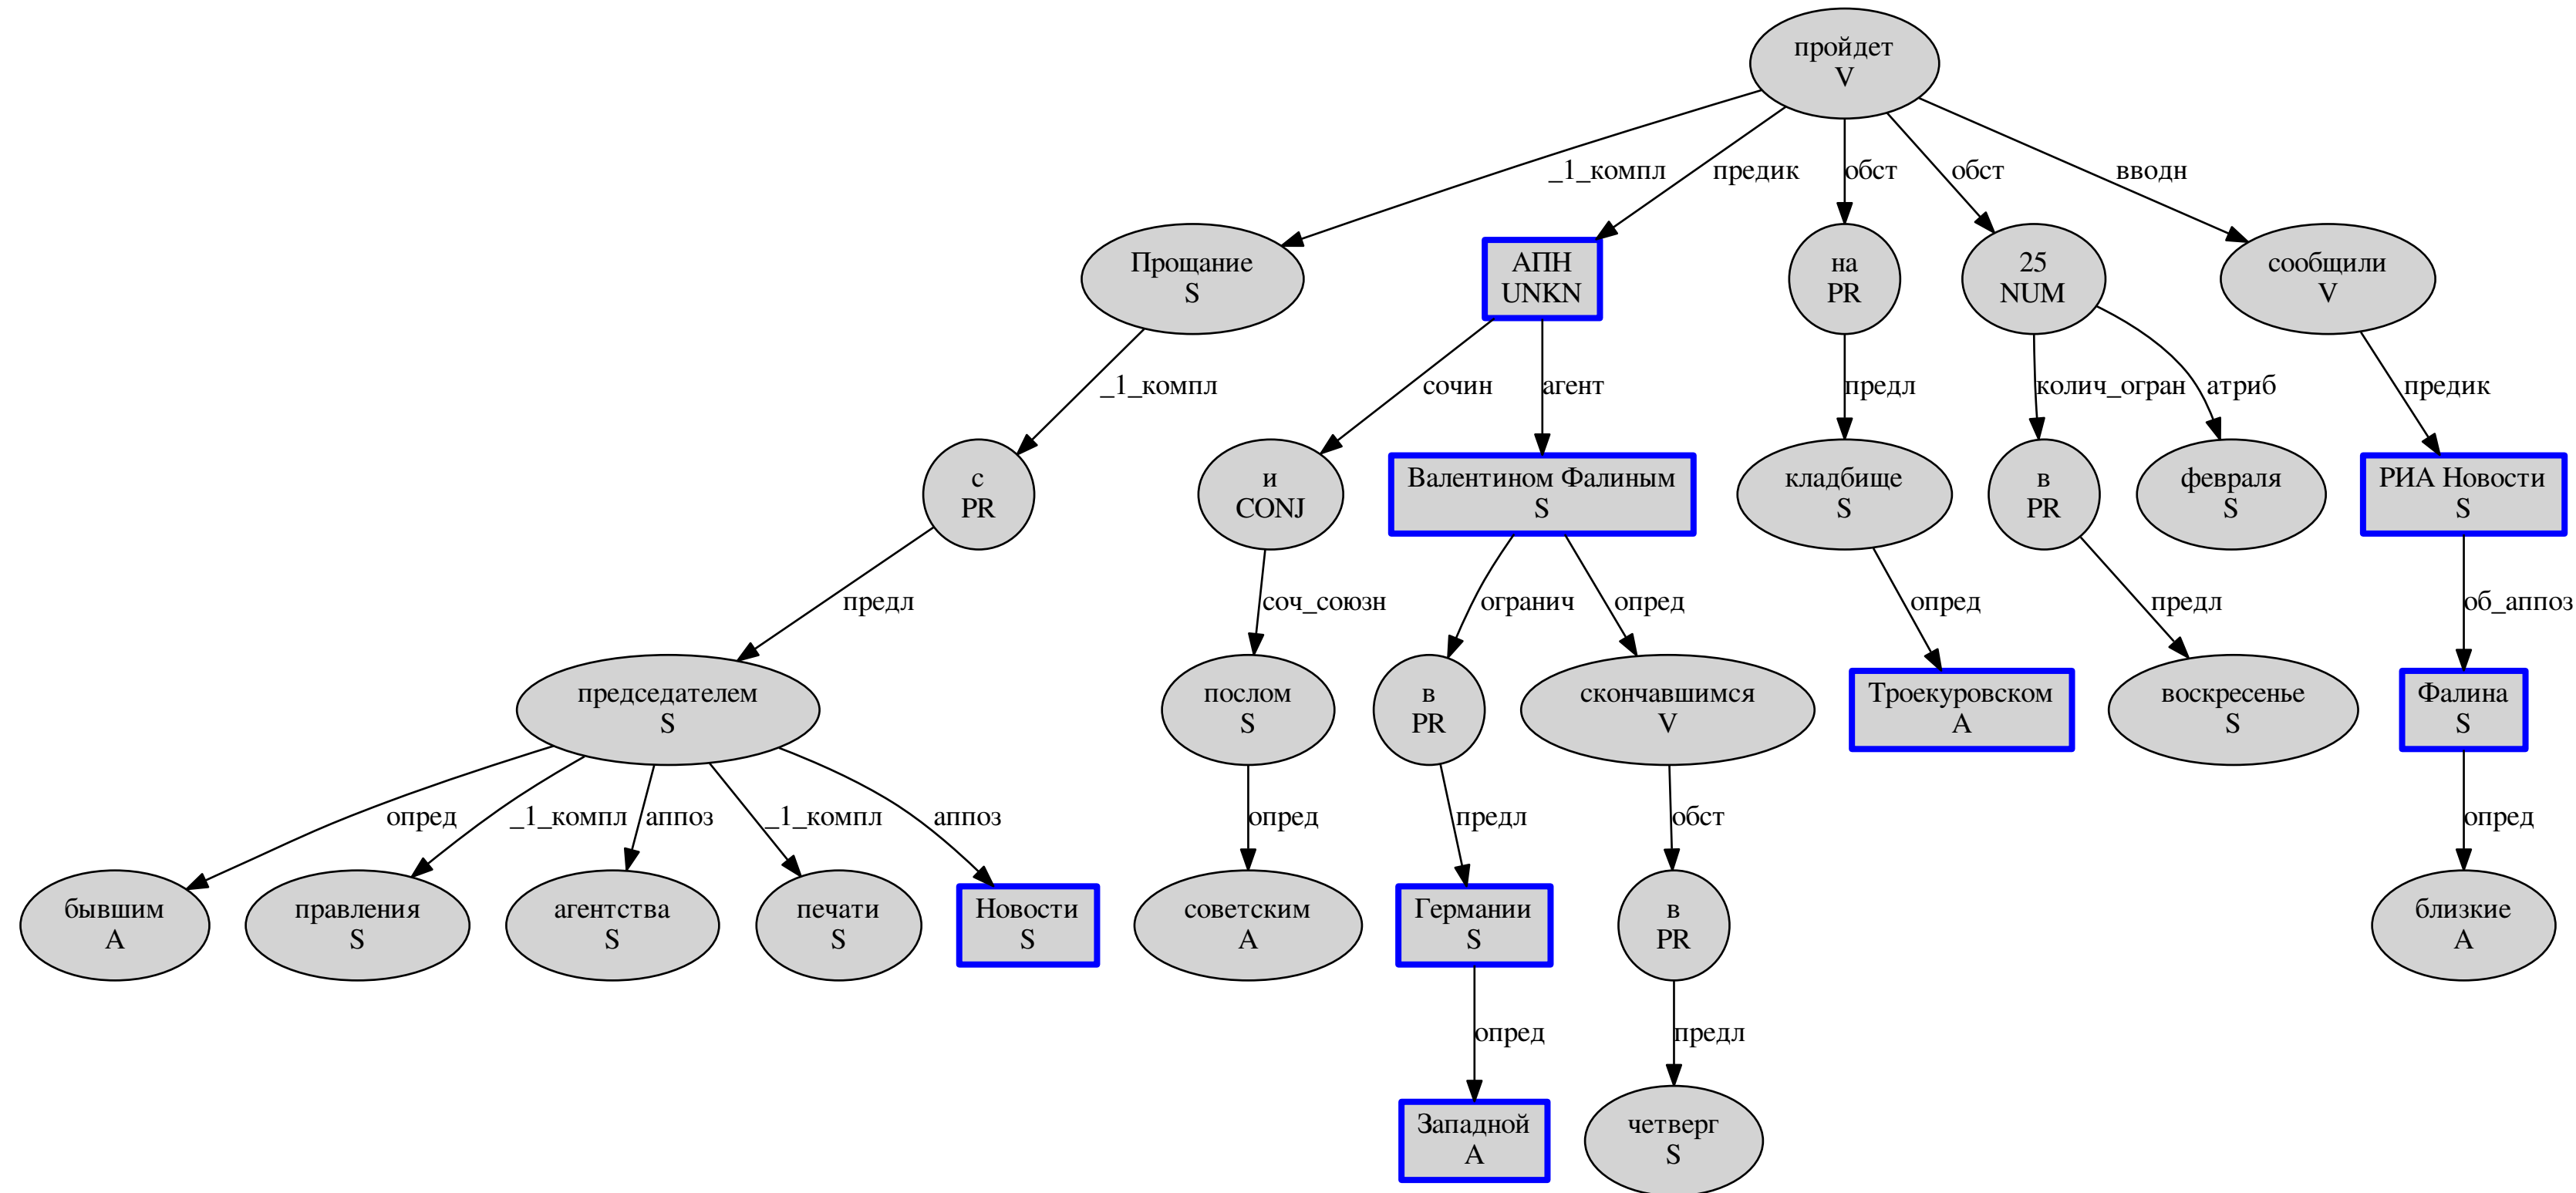 пройдет
V
_1_компл
предик
обст
обст
вводн
Прощание
S
АПН
UNKN
на
PR
25
NUM
сообщили
V
_1_компл
сочин
агент
предл
колич_огран
атриб
предик
с
PR
и
CONJ
Валентином Фалиным
S
кладбище
S
в
PR
февраля
S
РИА Новости
S
предл
соч_союзн
огранич
опред
опред
предл
об_аппоз
председателем
S
послом
S
в
PR
скончавшимся
V
Троекуровском
A
воскресенье
S
Фалина
S
опред
_1_компл
аппоз
_1_компл
аппоз
опред
предл
обст
опред
бывшим
A
правления
S
агентства
S
печати
S
Новости
S
советским
A
Германии
S
в
PR
близкие
A
опред
предл
Западной
A
четверг
S